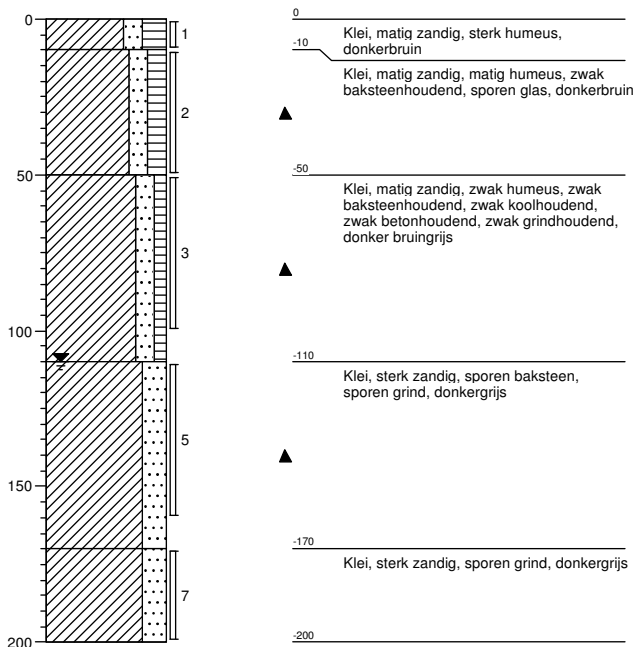 0
1
0
Klei, matig zandig, sterk humeus,
donkerbruin
-10
Klei, matig zandig, matig humeus, zwak
baksteenhoudend, sporen glas, donkerbruin
2
50
-50
Klei, matig zandig, zwak humeus, zwak
baksteenhoudend, zwak koolhoudend,
zwak betonhoudend, zwak grindhoudend,
donker bruingrijs
3
100
-110
Klei, sterk zandig, sporen baksteen,
sporen grind, donkergrijs
5
150
-170
Klei, sterk zandig, sporen grind, donkergrijs
7
200
-200